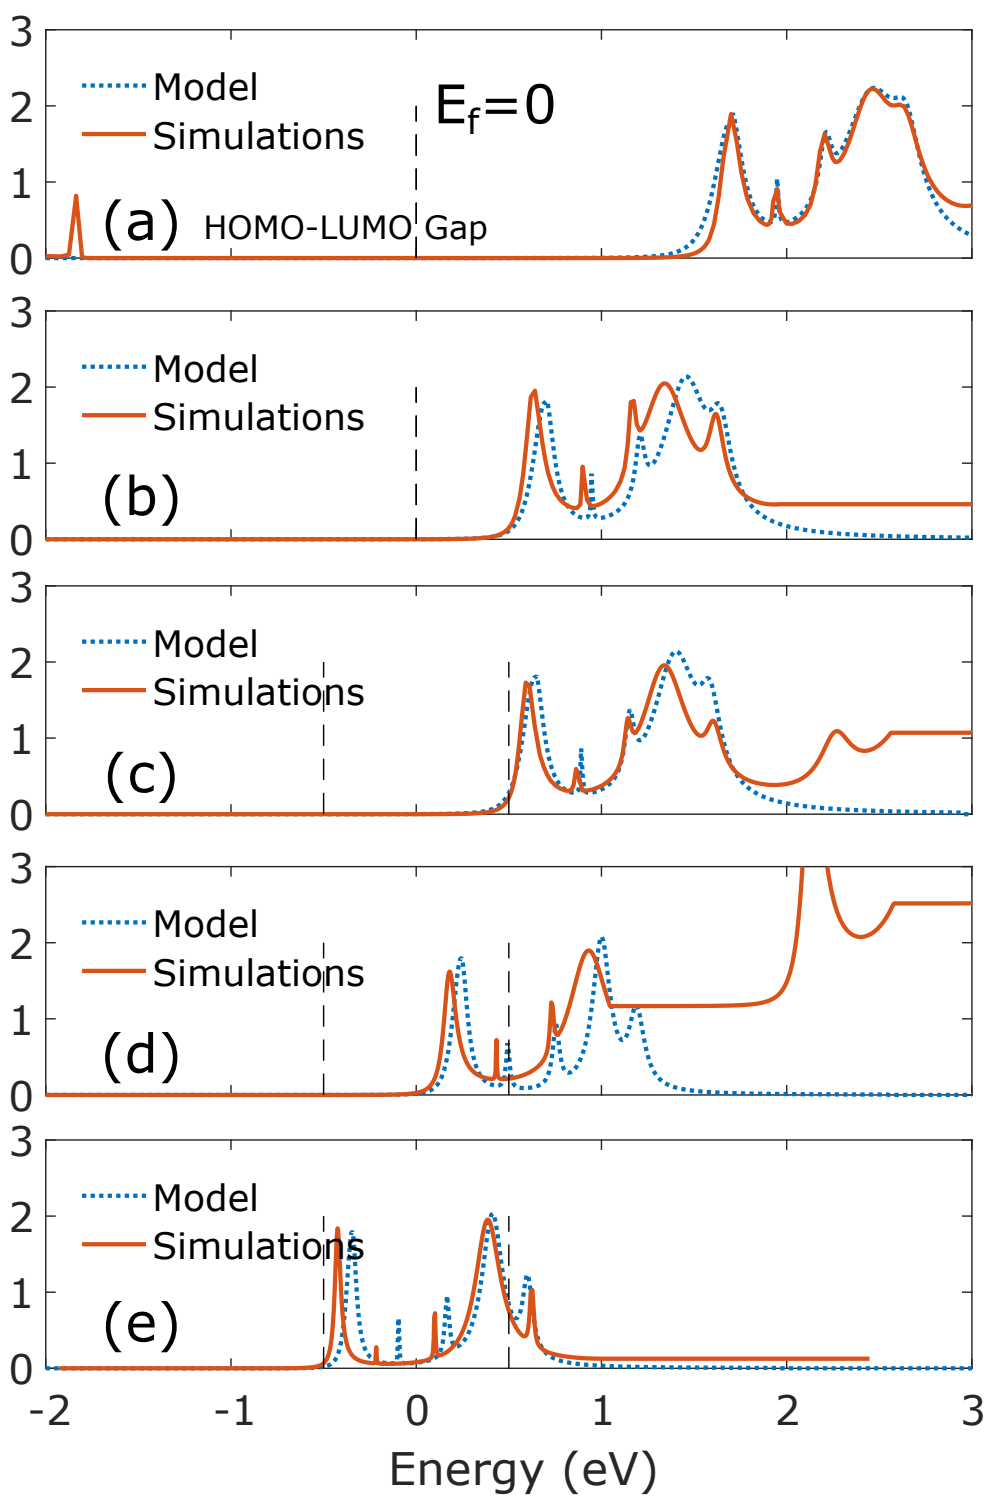 3
2
1
0
Model
Simulations
E_f=0
(a) HOMO-LUMO Gap
3
2
1
0
Model
Simulations
(b)
3
2
1
0
Model
Simulations
(c)
3
2
1
0
Model
Simulations
(d)
3
2
1
0
Model
Simulations
(e)
-2 -1 0 1 2 3
Energy (eV)